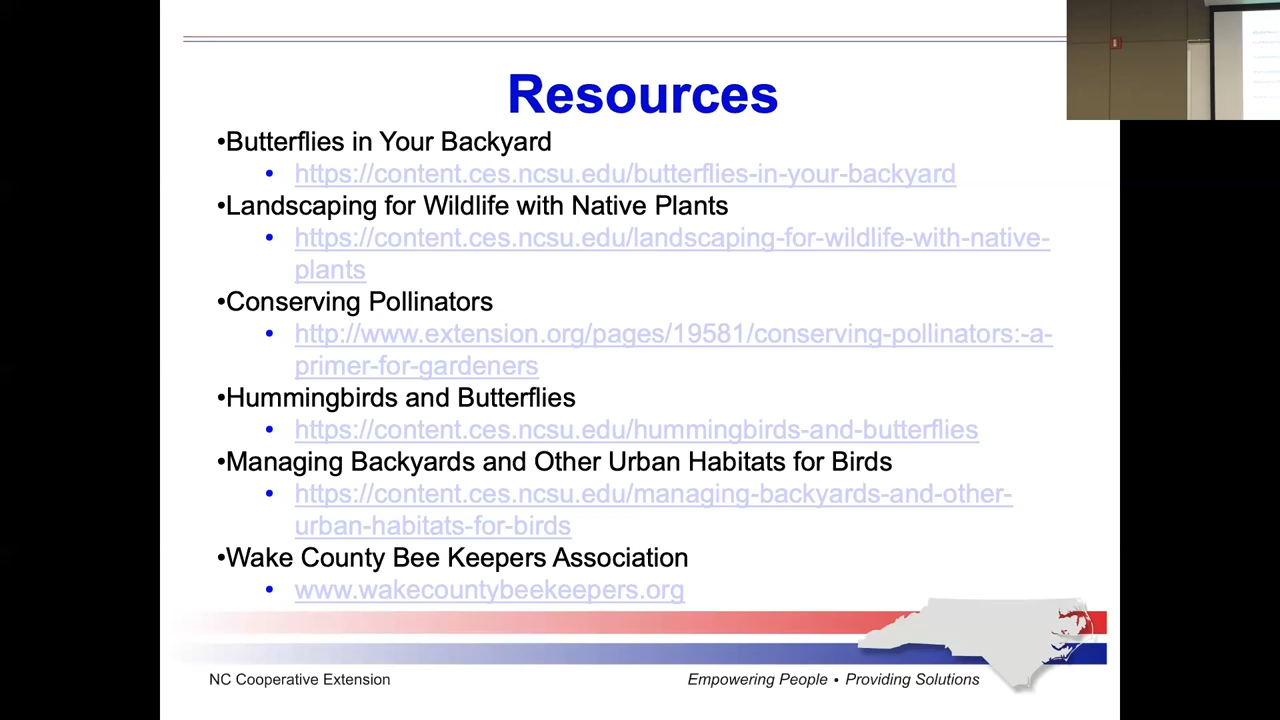 Resources
•Butterflies in Your Backyard
• https://content.ces.ncsu.edu/butterflies-in-your-backyard
•Landscaping for Wildlife with Native Plants
• https://content.ces.ncsu.edu/landscaping-for-wildlife-with-native-
plants
•Conserving Pollinators
• http://www.extension.org/pages/19581/conserving-pollinators:-a-
primer-for-gardeners
•Hummingbirds and Butterflies
• https://content.ces.ncsu.edu/hummingbirds-and-butterflies
•Managing Backyards and Other Urban Habitats for Birds
• https://content.ces.ncsu.edu/managing-backyards-and-other-
urban-habitats-for-birds
•Wake County Bee Keepers Association
• www.wakecountybeekeepers.org
NC Cooperative Extension
Empowering People • Providing Solutions